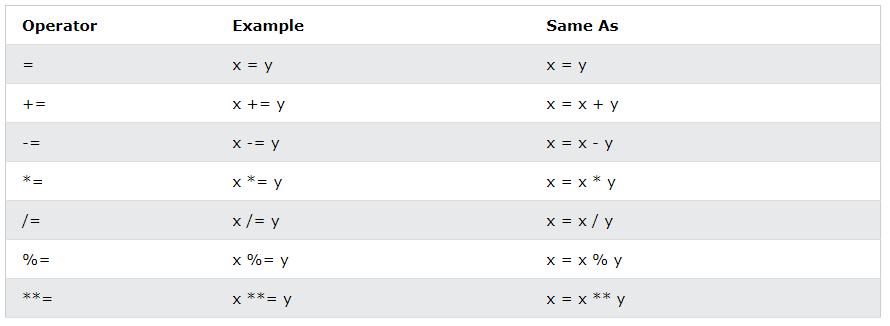 Operator Example Same As
= x = y x = y
+= x += y x = x + y
-= x -= y x = x - y
*= x *= y x = x * y
/= x /= y x = x / y
%= x %= y x = x % y
**= x **= y x = x ** y